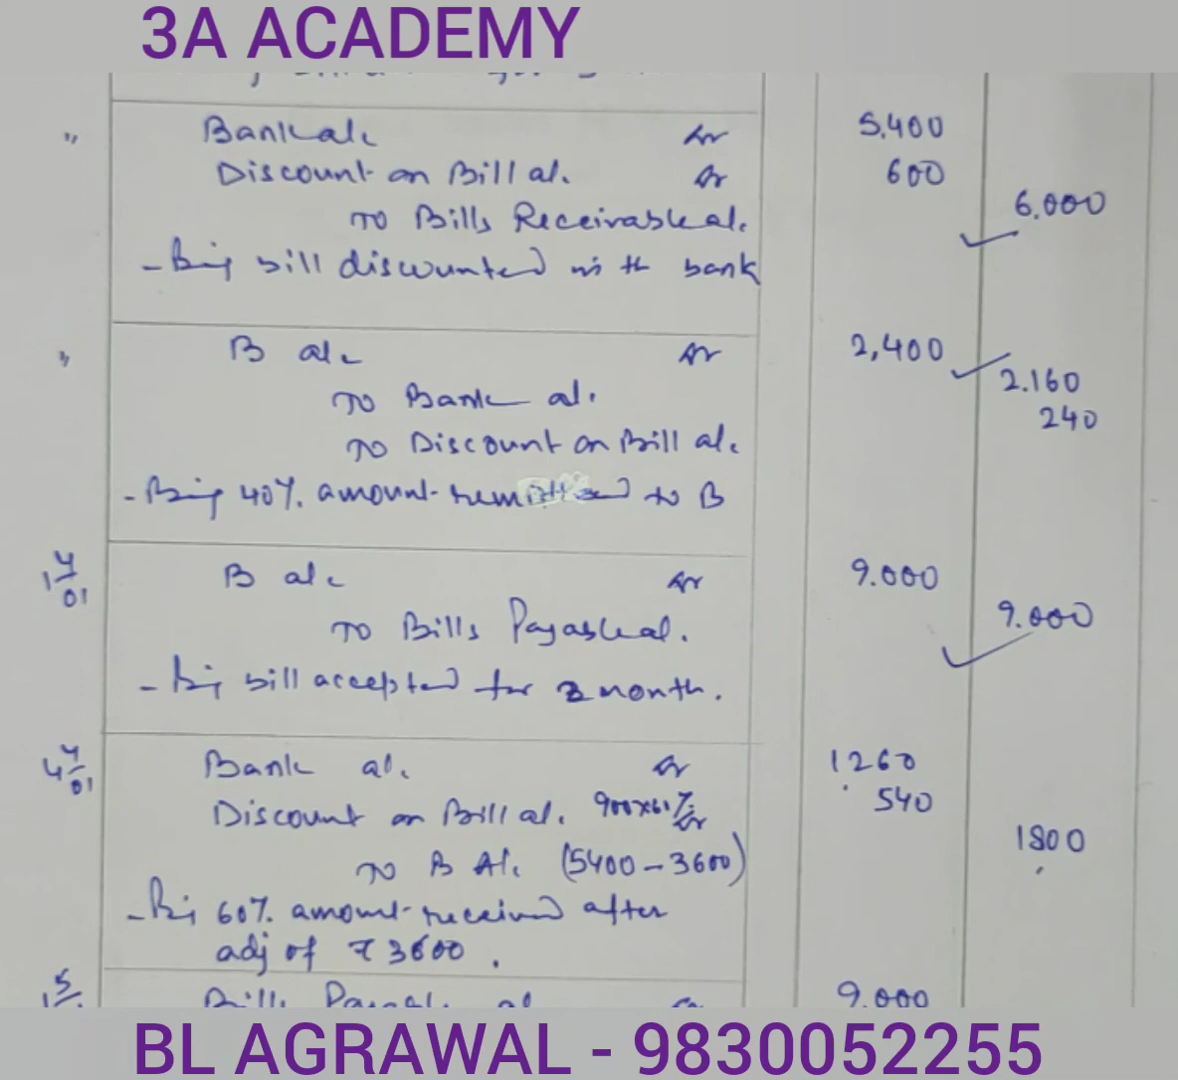 3A ACADEMY
" Bank a/c Dr 5,400
Discount on Bill a/c. Dr 600
To Bills Receivable a/c. 6,000
- Being bill discounted with bank
" B a/c Dr 2,400
To Bank a/c. 2,160
To Discount on Bill a/c 240
- Being 40% amount remitted to B
1/4/01 B a/c Dr 9,000
To Bills Payable a/c. 9,000
- Being bill accepted for 3 month.
4/4/01 Bank a/c. Dr 1260
Discount on Bill a/c. 900x60% Dr 540
To B A/c (5400-3600) 1800
- Being 60% amount received after
adj of ₹3600.
Bills Payable a/c 9,000
BL AGRAWAL - 9830052255